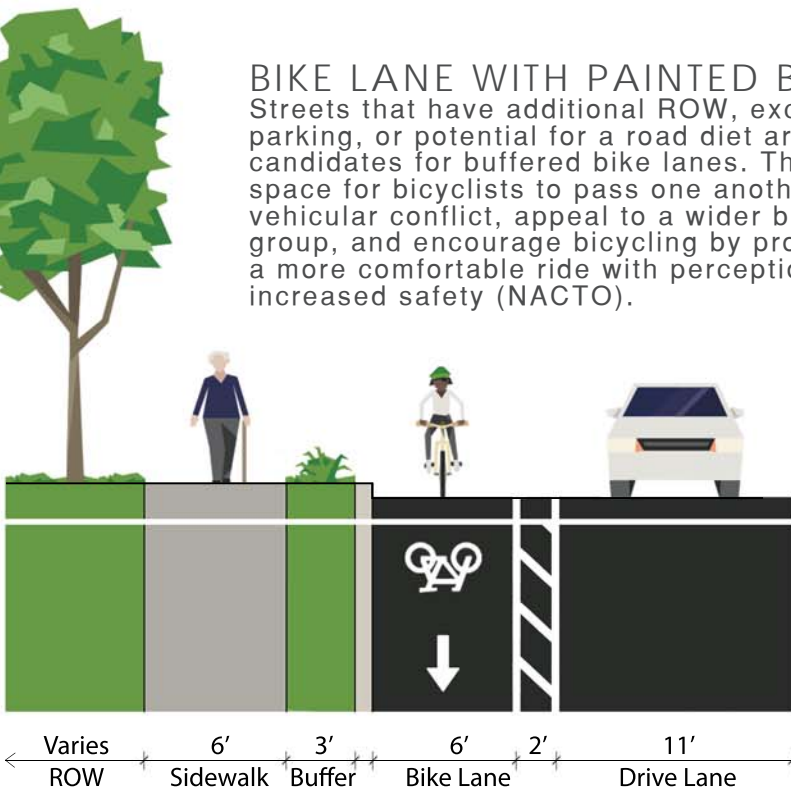 BIKE LANE WITH PAINTED B
Streets that have additional ROW, exc
parking, or potential for a road diet ar
candidates for buffered bike lanes. Th
space for bicyclists to pass one anoth
vehicular conflict, appeal to a wider b
group, and encourage bicycling by pro
a more comfortable ride with perceptio
increased safety (NACTO).
Varies 6’ 3’ 6’ 2’ 11’
ROW Sidewalk Buffer Bike Lane Drive Lane